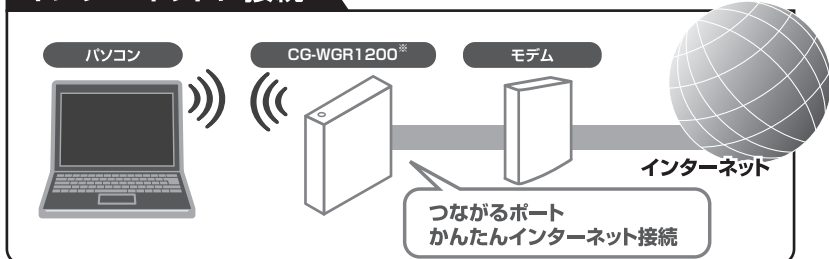 パソコン
CG-WGR1200※
モデム
インターネット
つながるポート
かんたんインターネット接続